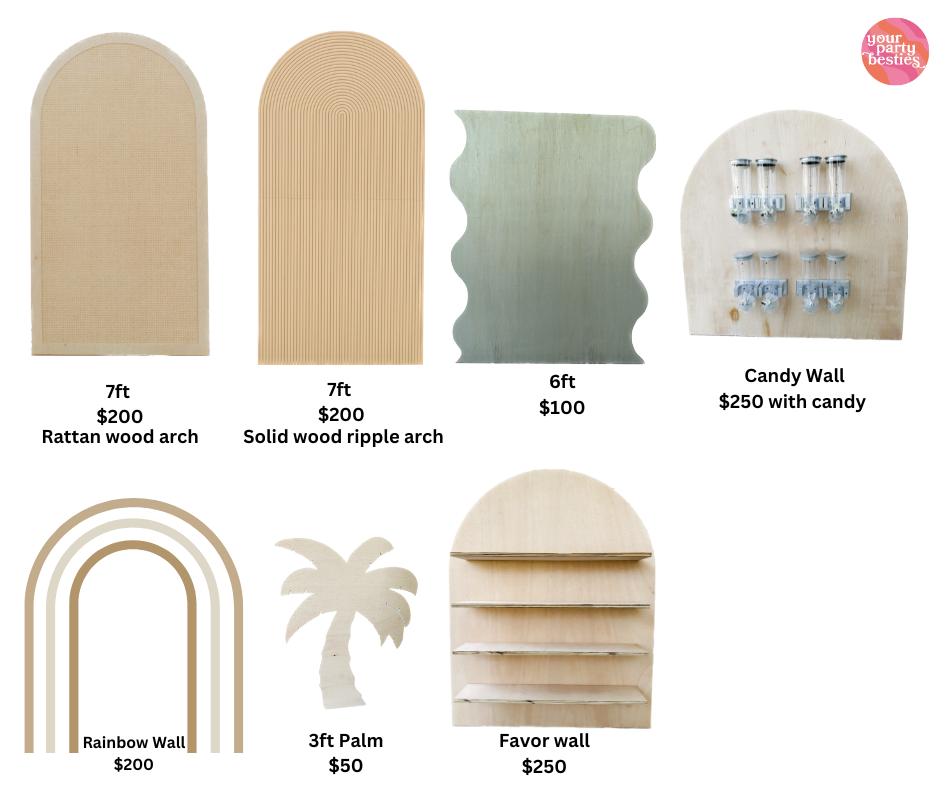 your
party
besties
7ft
$200
Rattan wood arch
7ft
$200
Solid wood ripple arch
6ft
$100
Candy Wall
$250 with candy
Rainbow Wall
$200
3ft Palm
$50
Favor wall
$250